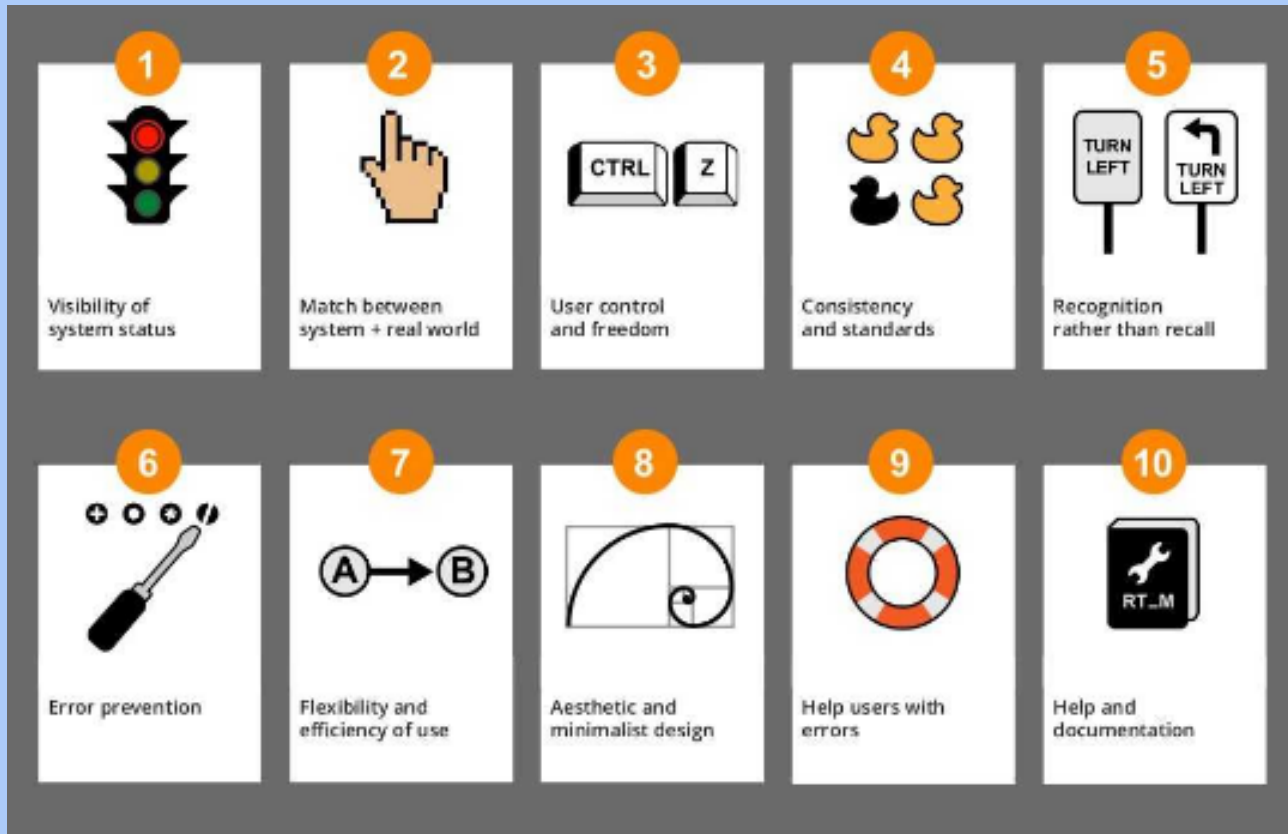 1
Visibility of
system status
2
Match between
system + real world
3
CTRL
Z
User control
and freedom
4
Consistency
and standards
5
TURN
LEFT
TURN
LEFT
Recognition
rather than recall
6
Error prevention
7
A
B
Flexibility and
efficiency of use
8
Aesthetic and
minimalist design
9
Help users with
errors
10
RT_M
Help and
documentation